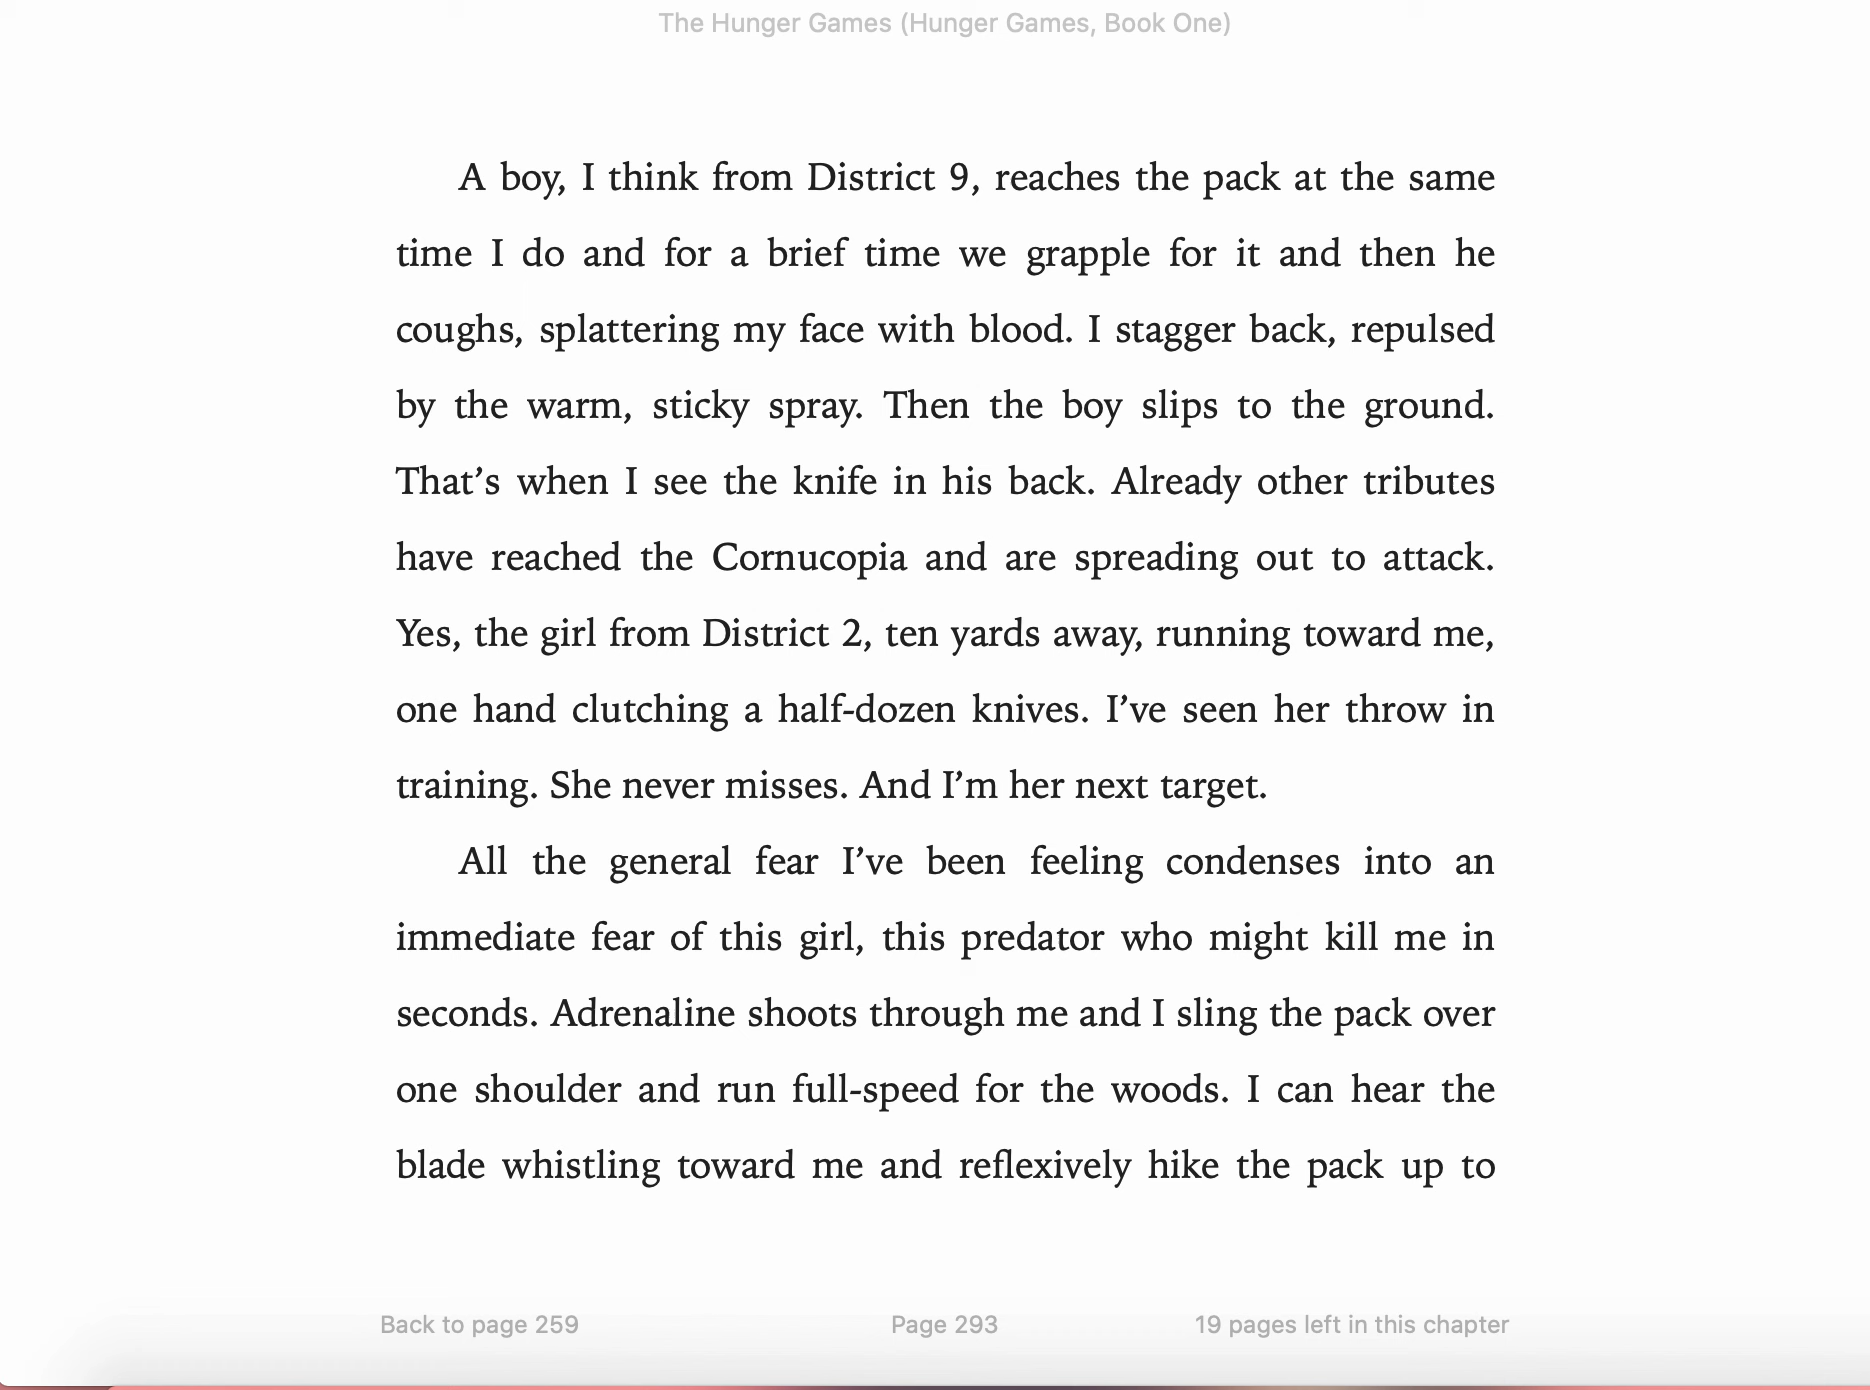 The Hunger Games (Hunger Games, Book One)
A boy, I think from District 9, reaches the pack at the same
time I do and for a brief time we grapple for it and then he
coughs, splattering my face with blood. I stagger back, repulsed
by the warm, sticky spray. Then the boy slips to the ground.
That’s when I see the knife in his back. Already other tributes
have reached the Cornucopia and are spreading out to attack.
Yes, the girl from District 2, ten yards away, running toward me,
one hand clutching a half-dozen knives. I’ve seen her throw in
training. She never misses. And I’m her next target.
All the general fear I’ve been feeling condenses into an
immediate fear of this girl, this predator who might kill me in
seconds. Adrenaline shoots through me and I sling the pack over
one shoulder and run full-speed for the woods. I can hear the
blade whistling toward me and reflexively hike the pack up to
Back to page 259 Page 293 19 pages left in this chapter